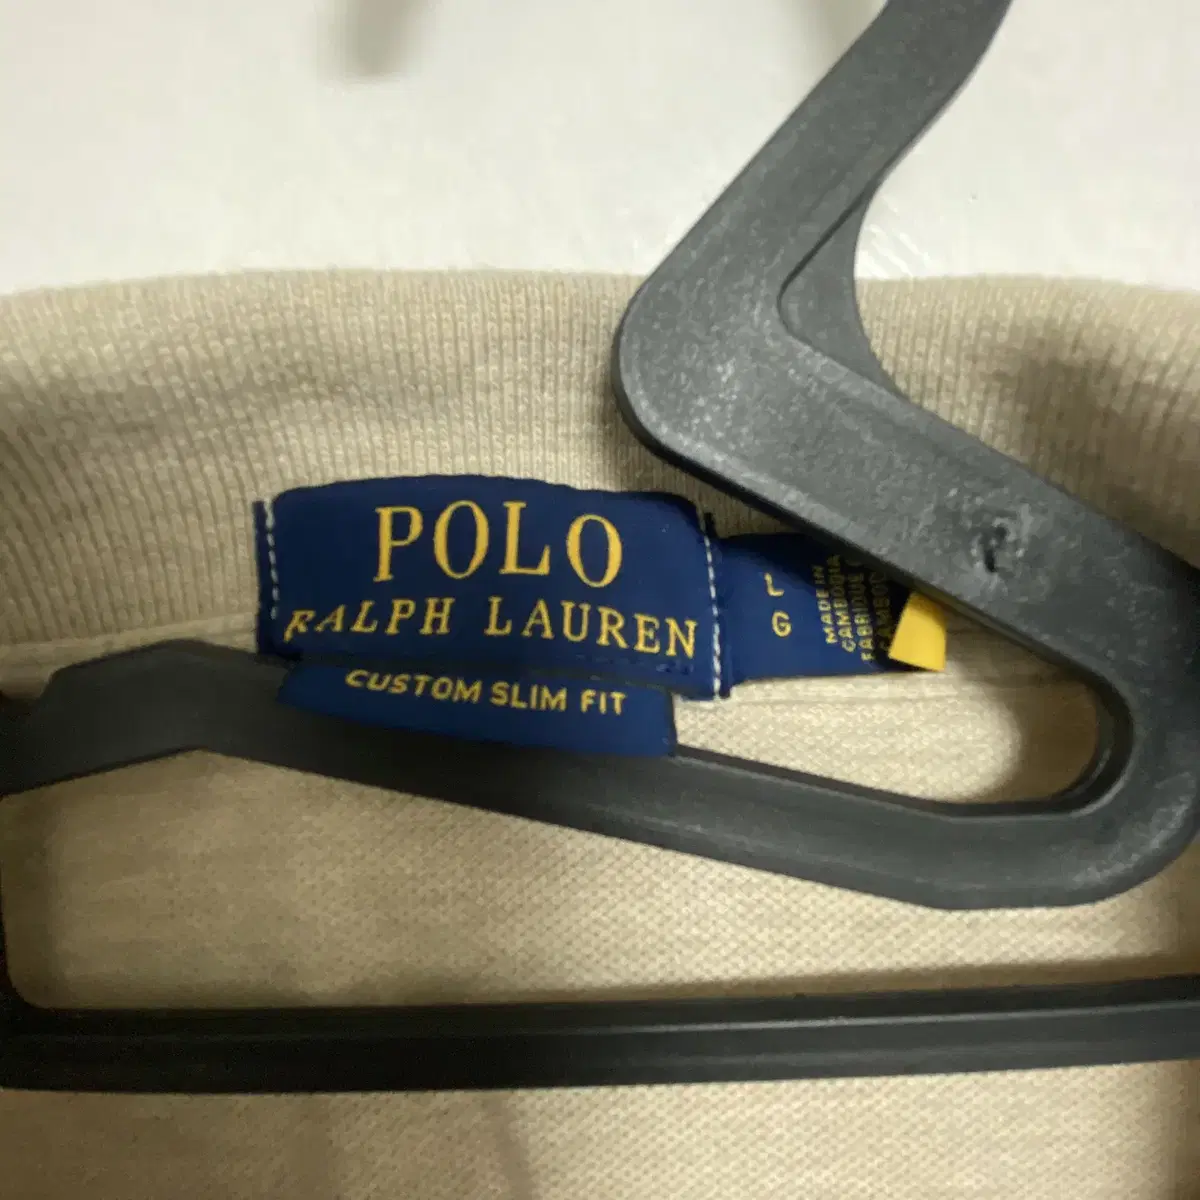 POLO
RALPH LAUREN
CUSTOM SLIM FIT
L
G
MADE IN
CAMBODIA